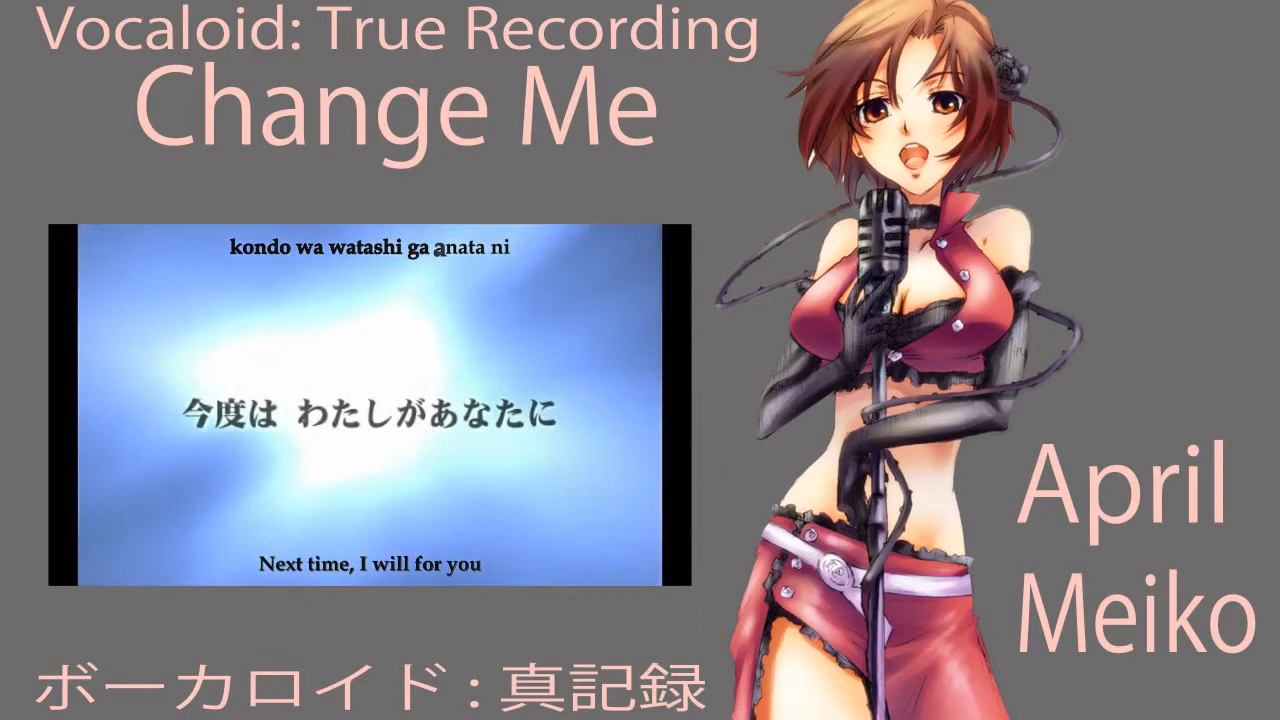 Vocaloid: True Recording
Change Me
kondo wa watashi ga anata ni
今度は わたしがあなたに
Next time, I will for you
April
Meiko
ボーカロイド : 真記録